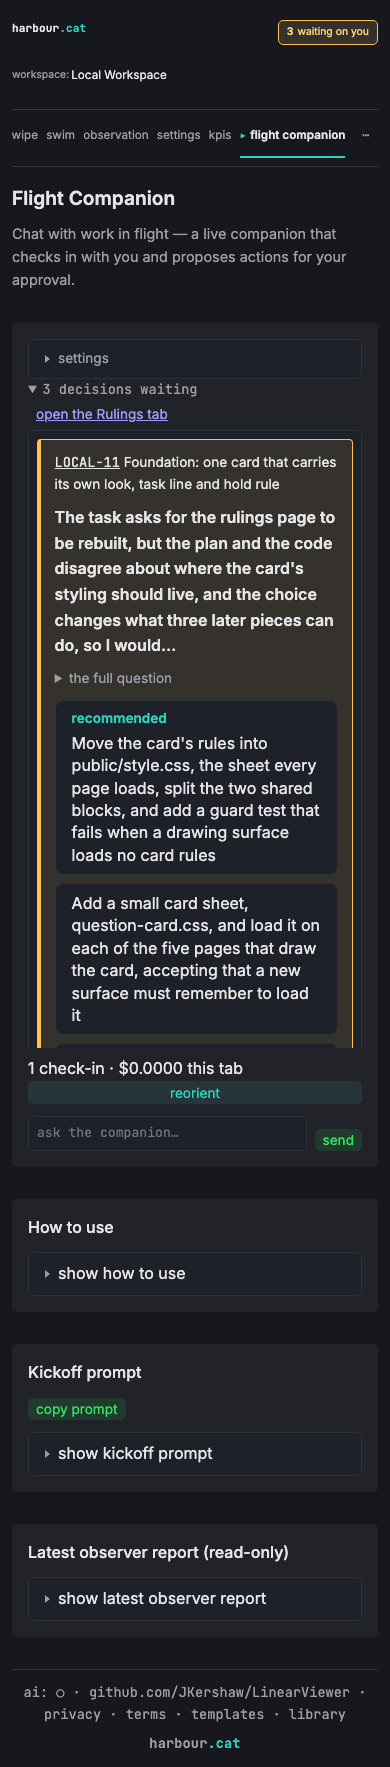 harbour.cat
3 waiting on you
workspace: Local Workspace
wipe swim observation settings kpis ▸ flight companion ⋯
Flight Companion
Chat with work in flight — a live companion that
checks in with you and proposes actions for your
approval.
▸ settings
▼ 3 decisions waiting
open the Rulings tab
LOCAL-11 Foundation: one card that carries
its own look, task line and hold rule
The task asks for the rulings page to
be rebuilt, but the plan and the code
disagree about where the card's
styling should live, and the choice
changes what three later pieces can
do, so I would...
▶ the full question
recommended
Move the card's rules into
public/style.css, the sheet every
page loads, split the two shared
blocks, and add a guard test that
fails when a drawing surface
loads no card rules
Add a small card sheet,
question-card.css, and load it on
each of the five pages that draw
the card, accepting that a new
surface must remember to load
it
1 check-in · $0.0000 this tab
reorient
ask the companion…
send
How to use
▸ show how to use
Kickoff prompt
copy prompt
▸ show kickoff prompt
Latest observer report (read-only)
▸ show latest observer report
ai: ○ · github.com/JKershaw/LinearViewer ·
privacy · terms · templates · library
harbour.cat